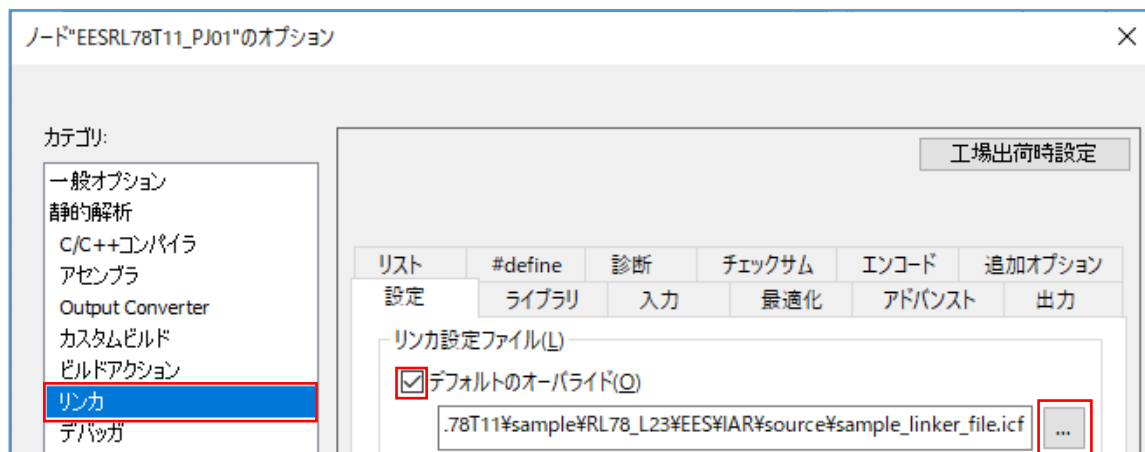 ノード"EESRL78T11_PJ01"のオプション
カテゴリ:
工場出荷時設定
一般オプション
静的解析
C/C++コンパイラ
アセンブラ
Output Converter
カスタムビルド
ビルドアクション
リンカ
デバッガ
リスト #define 診断 チェックサム エンコード 追加オプション
設定 ライブラリ 入力 最適化 アドバンスト 出力
リンカ設定ファイル(L)
デフォルトのオーバライド(O)
.78T11¥sample¥RL78_L23¥EES¥IAR¥source¥sample_linker_file.icf ...